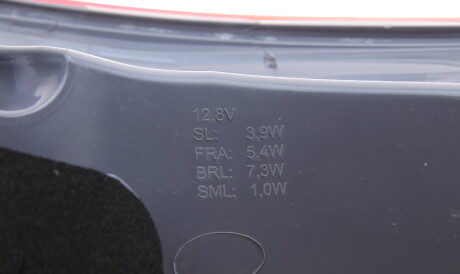 12,8V
SL: 3,9W
FRA: 5,4W
BRL: 7,3W
SML: 1,0W